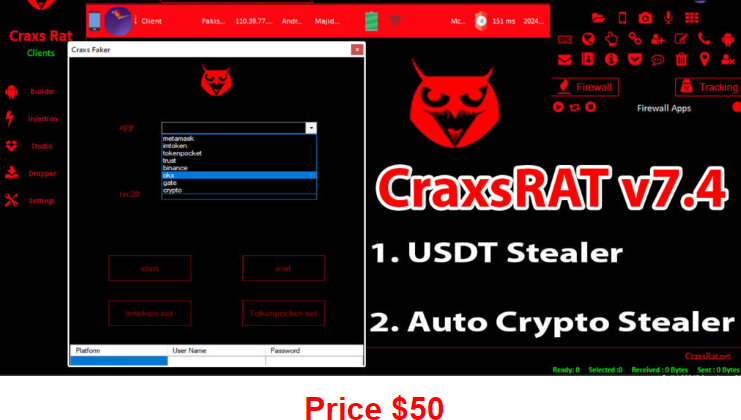 Craxs Rat
Clients
Builder
Injection
Studio
Dropper
Settings
Client Pakis... 110.39.77.... Andr... Majid... Mc... 151 ms 2024...
Craxs Faker
app
metamask
imtoken
tokenpocket
trust
binance
okx
gate
crypto
trc20
start end
Imtoken-set Tokenpocket-set
Platform User Name Password
Firewall Tracking
Firewall Apps
CraxsRAT v7.4
1. USDT Stealer
2. Auto Crypto Stealer
CraxsRat.net
Ready: 0 Selected :0 Received : 0 Bytes Sent : 0 Bytes
Price $50